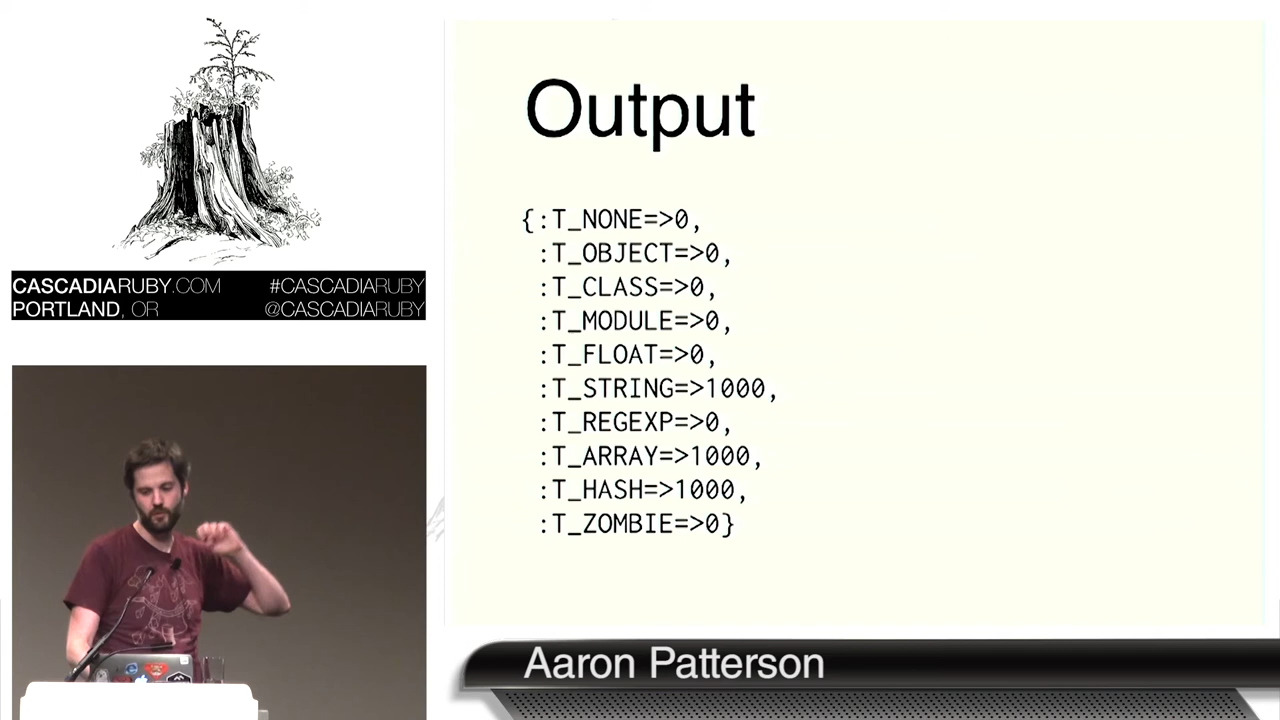 CASCADIARUBY.COM #CASCADIARUBY
PORTLAND, OR @CASCADIARUBY
Output
{:T_NONE=>0,
:T_OBJECT=>0,
:T_CLASS=>0,
:T_MODULE=>0,
:T_FLOAT=>0,
:T_STRING=>1000,
:T_REGEXP=>0,
:T_ARRAY=>1000,
:T_HASH=>1000,
:T_ZOMBIE=>0}
Aaron Patterson